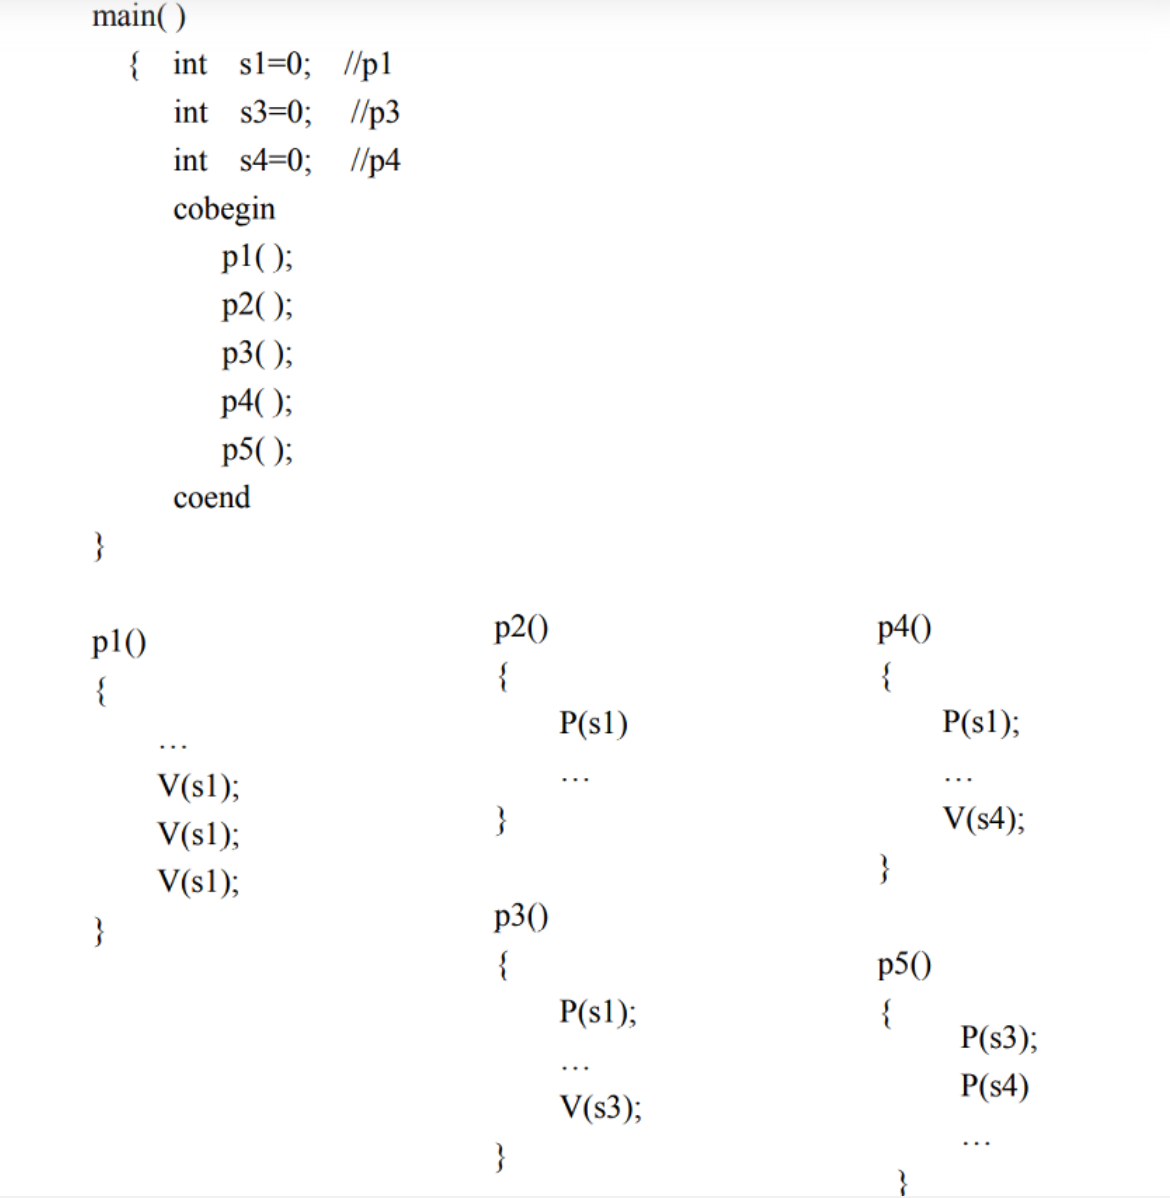 main( )
{ int s1=0; //p1
int s3=0; //p3
int s4=0; //p4
cobegin
p1( );
p2( );
p3( );
p4( );
p5( );
coend
}
p1()
{
...
V(s1);
V(s1);
V(s1);
}
p2()
{
P(s1)
...
}
p3()
{
P(s1);
...
V(s3);
}
p4()
{
P(s1);
...
V(s4);
}
p5()
{
P(s3);
P(s4)
...
}